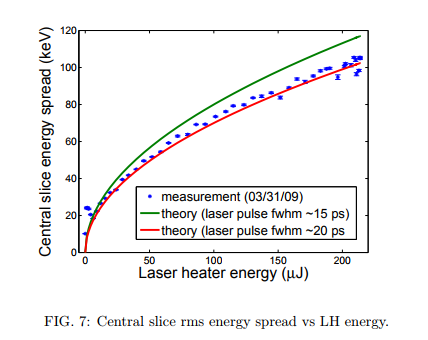 120
100
80
60
40
20
0
Central slice energy spread (keV)
measurement (03/31/09)
theory (laser pulse fwhm ~15 ps)
theory (laser pulse fwhm ~20 ps
0 50 100 150 200
Laser heater energy (μJ)
FIG. 7: Central slice rms energy spread vs LH energy.